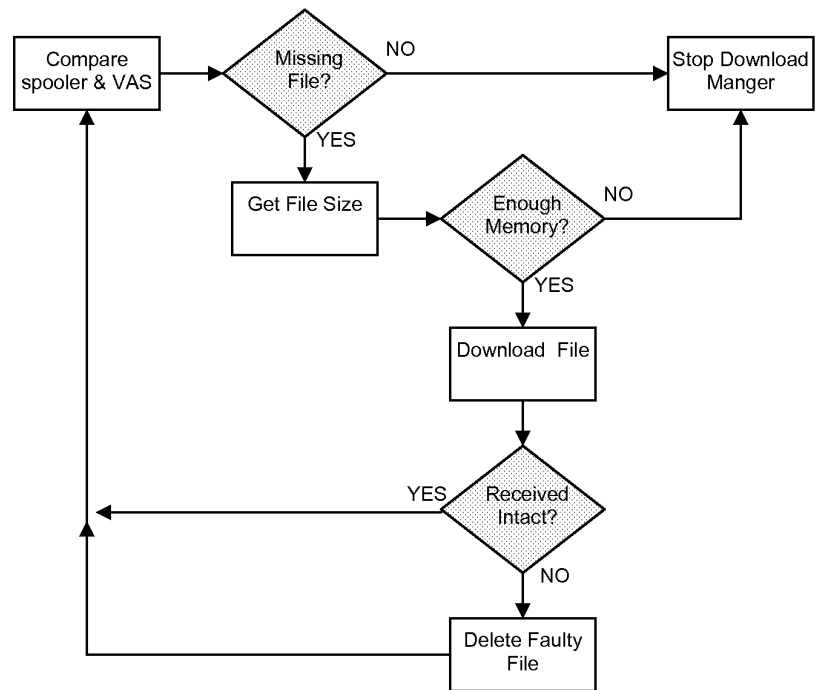 Compare
spooler & VAS
Missing
File?
NO
Stop Download
Manger
YES
Get File Size
Enough
Memory?
NO
YES
Download  File
YES
Received
Intact?
NO
Delete Faulty
File